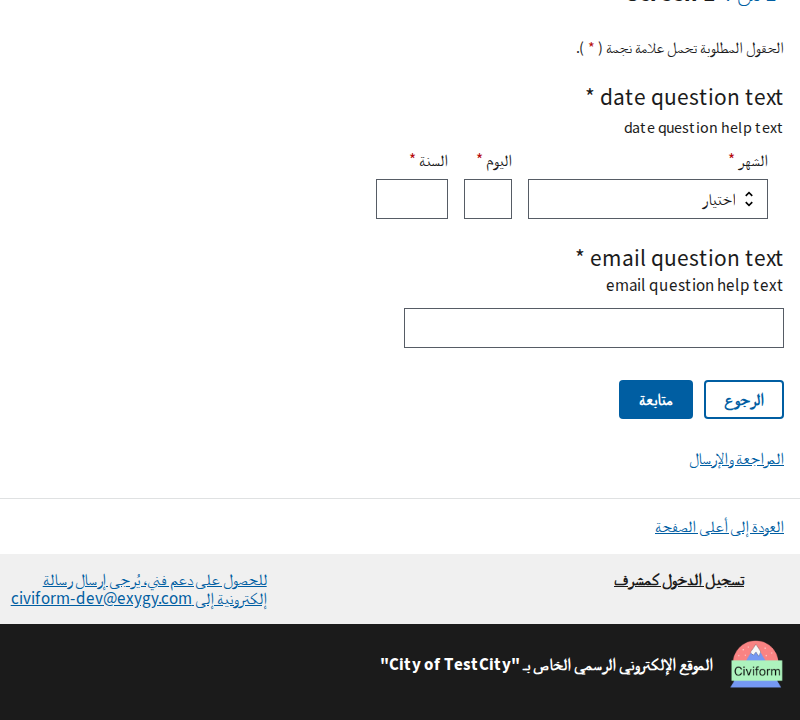 الحقول المطلوبة تحمل علامة نجمة ( * ).
date question text *
date question help text
الشهر *
اليوم *
السنة *
اختيار
email question text *
email question help text
الرجوع
متابعة
المراجعة والإرسال
العودة إلى أعلى الصفحة
تسجيل الدخول كمشرف
للحصول على دعم فني، يُرجى إرسال رسالة
إلكترونية إلى civiform-dev@exygy.com
Civiform
الموقع الإلكتروني الرسمي الخاص بـ "City of TestCity"